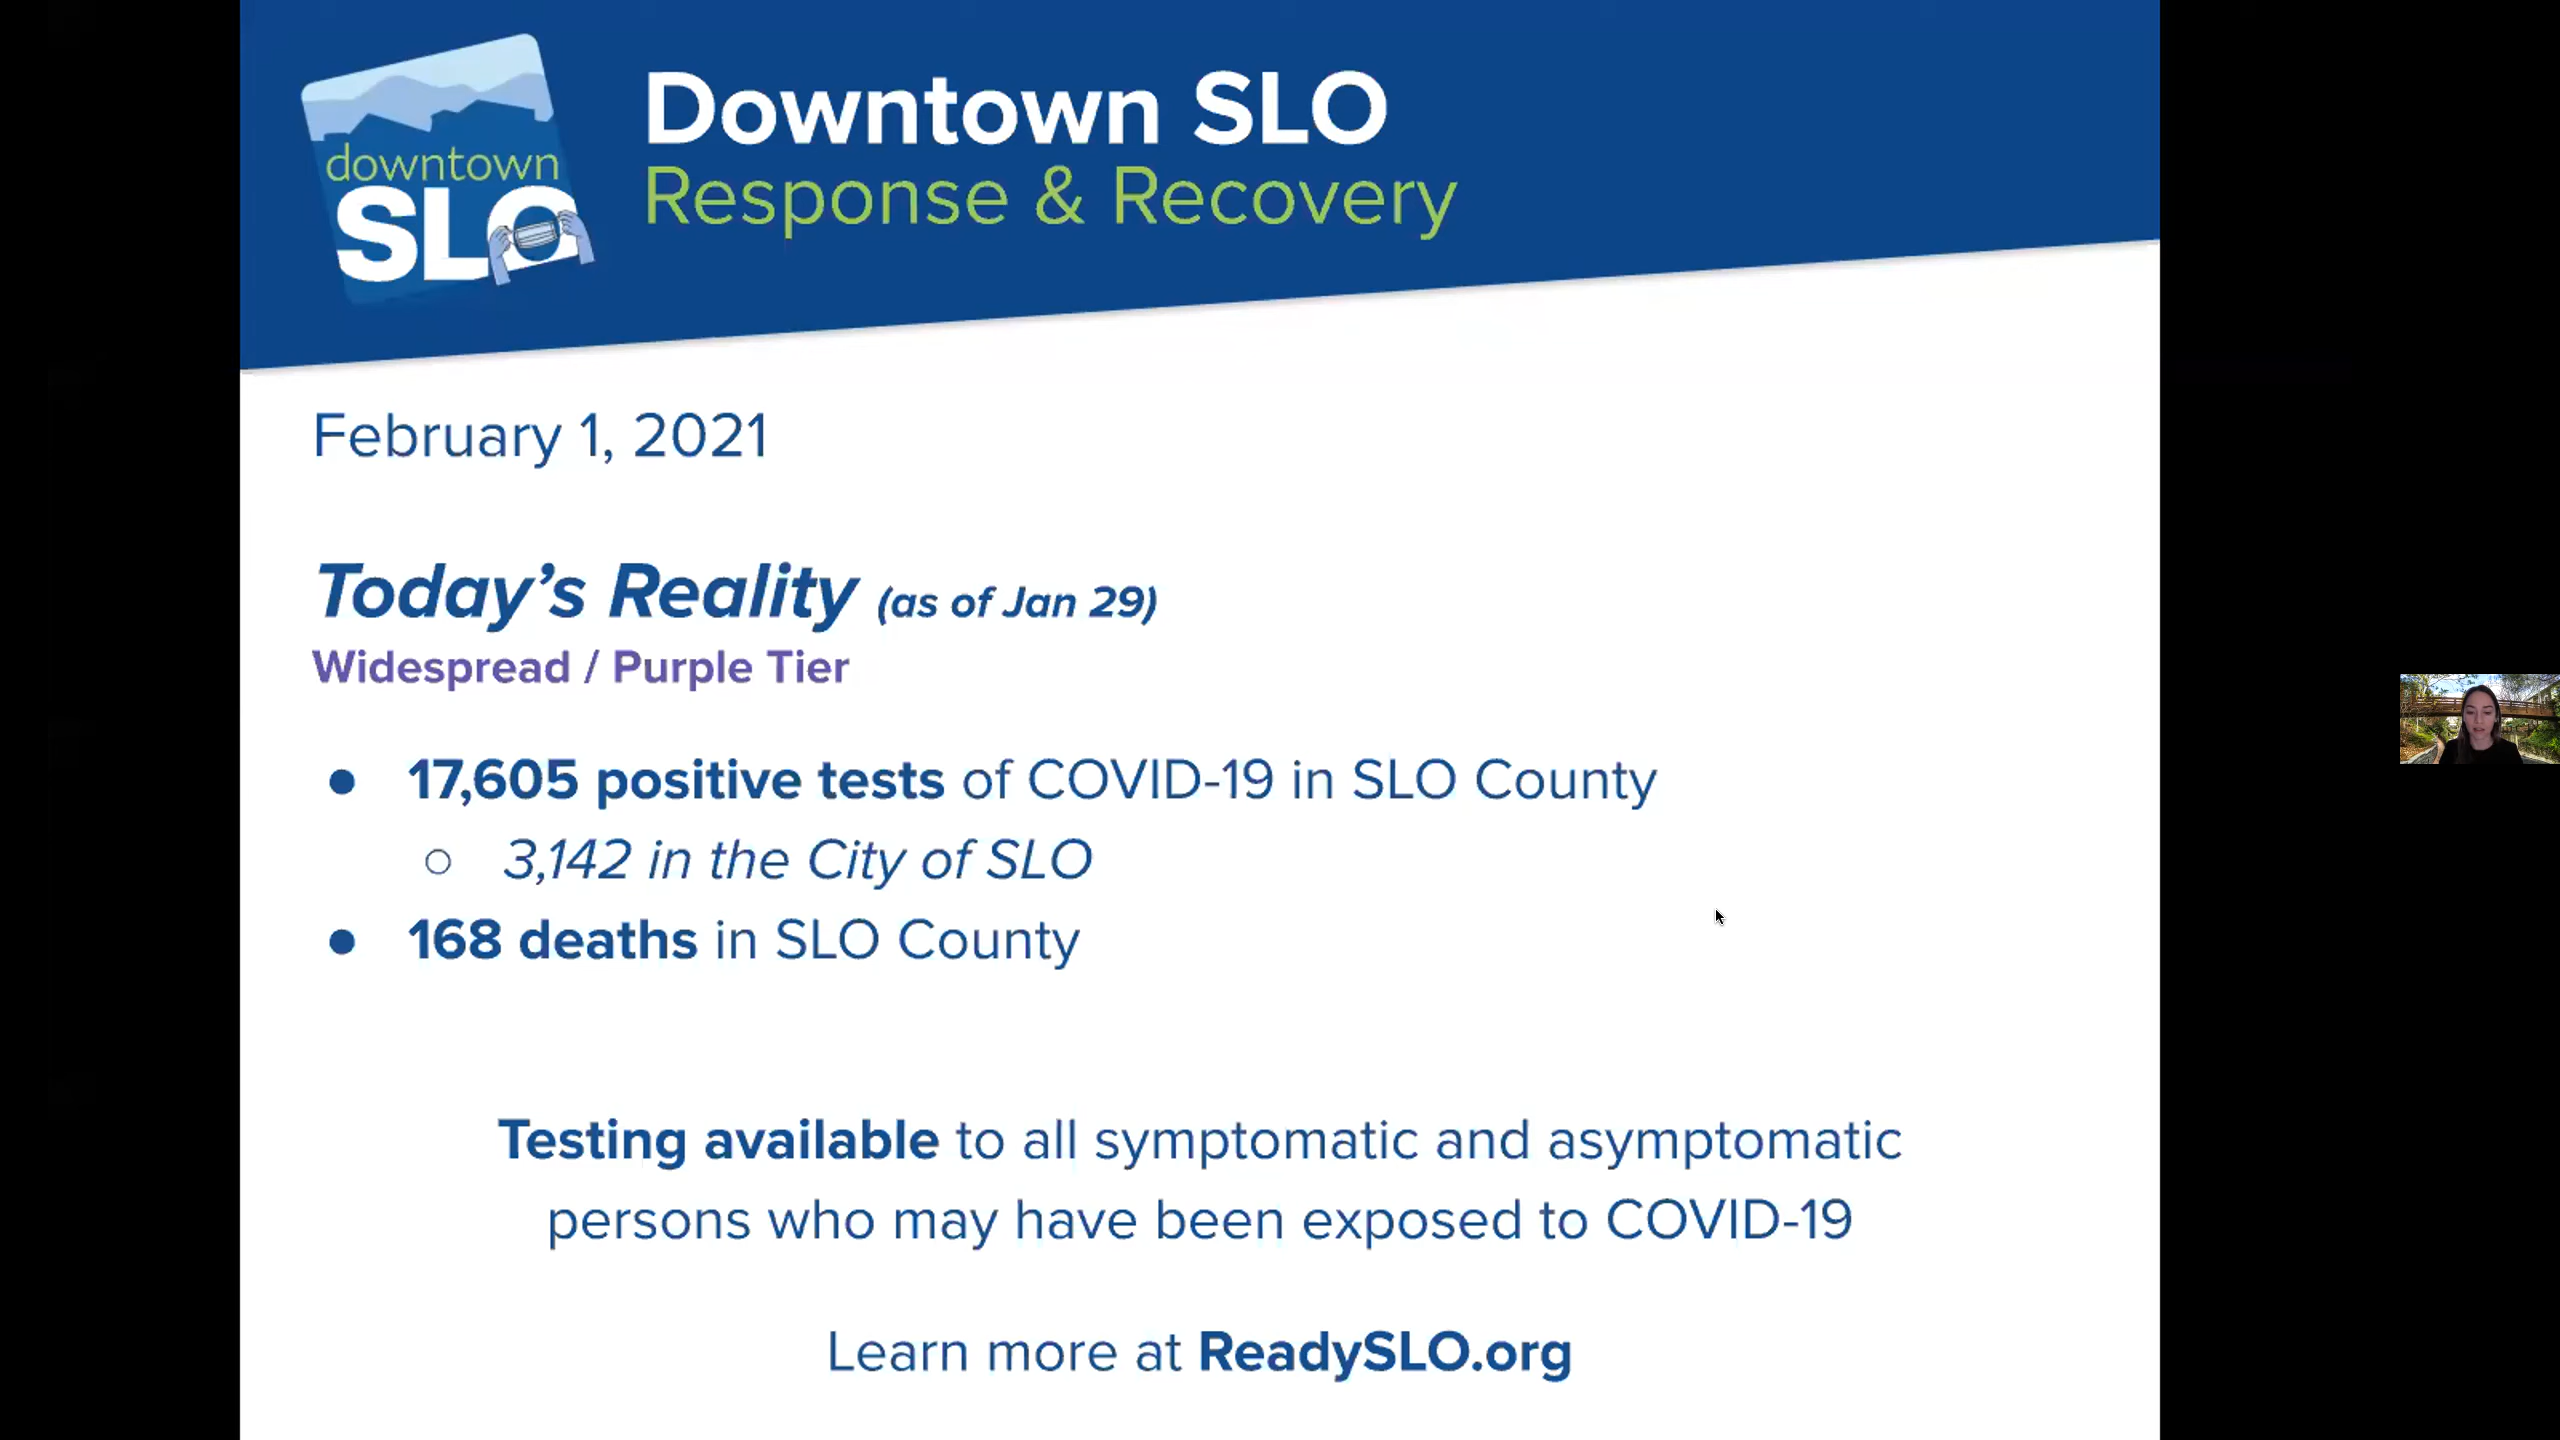 downtown
SLO
Downtown SLO
Response & Recovery
February 1, 2021
Today’s Reality (as of Jan 29)
Widespread / Purple Tier
● 17,605 positive tests of COVID-19 in SLO County
○ 3,142 in the City of SLO
● 168 deaths in SLO County
Testing available to all symptomatic and asymptomatic
persons who may have been exposed to COVID-19
Learn more at ReadySLO.org